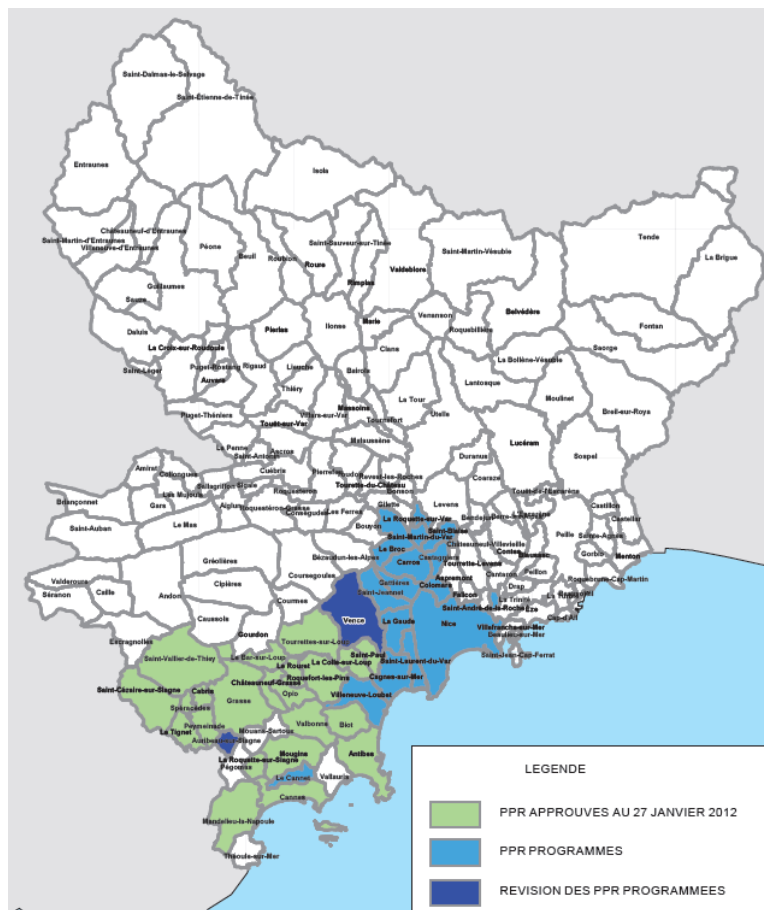 Saint-Dalmas-le-Selvage
Saint-Étienne-de-Tinée
Entraunes
Isola
Châteauneuf-d'Entraunes
Saint-Martin-d'Entraunes
Villeneuve-d'Entraunes
Péone
Beuil
Roubion
Roure
Saint-Sauveur-sur-Tinée
Rimplas
Valdeblore
Saint-Martin-Vésubie
Tende
La Brigue
Guillaumes
Sauze
Daluis
Pierlas
Ilonse
Marie
Venanson
Roquebillière
Belvédère
Fontan
Saorge
La Croix-sur-Roudoule
Saint-Léger
Puget-Rostang
Auvare
Rigaud
Lieuche
Thiéry
Bairols
Clans
La Bollène-Vésubie
Lantosque
Moulinet
Breil-sur-Roya
Puget-Théniers
Touët-sur-Var
Villars-sur-Var
Massoins
Tournefort
La Tour
Utelle
Malaussène
Lucéram
Sospel
La Penne
Saint-Antonin
Ascros
Cuébris
Pierrefeu
Revest-les-Roches
Tourette-du-Château
Bonson
Duranus
Coaraze
Amirat
Collongues
Briançonnet
Gars
Les Mujouls
Sallagriffon
Sigale
Aiglun
Roquestéron-Grasse
Conségudes
Les Ferres
Gilette
Levens
Castillon
Castellar
Saint-Auban
Le Mas
Bouyon
La Roquette-sur-Var
Saint-Blaise
Saint-Martin-du-Var
Bendejun
L'Escarène
Châteauneuf-Villevieille
Contes
Peille
Sainte-Agnès
Gorbio
Menton
Bézaudun-les-Alpes
Le Broc
Carros
Castagniers
Tourrette-Levens
Blausasc
Gréolières
Coursegoules
Valderoure
Séranon
Caille
Andon
Cipières
Courmes
Gattières
Colomars
Aspremont
Cantaron
Peillon
Drap
Roquebrune-Cap-Martin
Saint-Jeannet
Falicon
La Trinité
Saint-André-de-la-Roche
Èze
Cap-d'Ail
Escragnolles
Caussols
Gourdon
Vence
La Gaude
Nice
Villefranche-sur-Mer
Beaulieu-sur-Mer
Saint-Jean-Cap-Ferrat
Saint-Vallier-de-Thiey
Le Bar-sur-Loup
Tourrettes-sur-Loup
Saint-Paul
La Colle-sur-Loup
Saint-Laurent-du-Var
Cagnes-sur-Mer
Le Rouret
Châteauneuf-Grasse
Roquefort-les-Pins
Saint-Cézaire-sur-Siagne
Cabris
Grasse
Opio
Villeneuve-Loubet
Spéracèdes
Peymeinade
Le Tignet
Auribeau-sur-Siagne
Mouans-Sartoux
Valbonne
Biot
La Roquette-sur-Siagne
Pégomas
Mougins
Antibes
Le Cannet
Vallauris
Cannes
Mandelieu-la-Napoule
Théoule-sur-Mer
LEGENDE
PPR APPROUVES AU 27 JANVIER 2012
PPR PROGRAMMES
REVISION DES PPR PROGRAMMEES